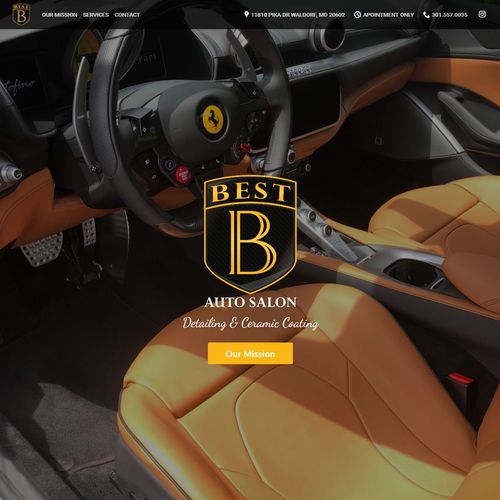 BEST
B
OUR MISSION SERVICES CONTACT
11810 PIKA DR WALDORF, MD 20602
APOINTMENT ONLY
301.557.0035
Ferrari
BEST
B
AUTO SALON
Detailing & Ceramic Coating
Our Mission